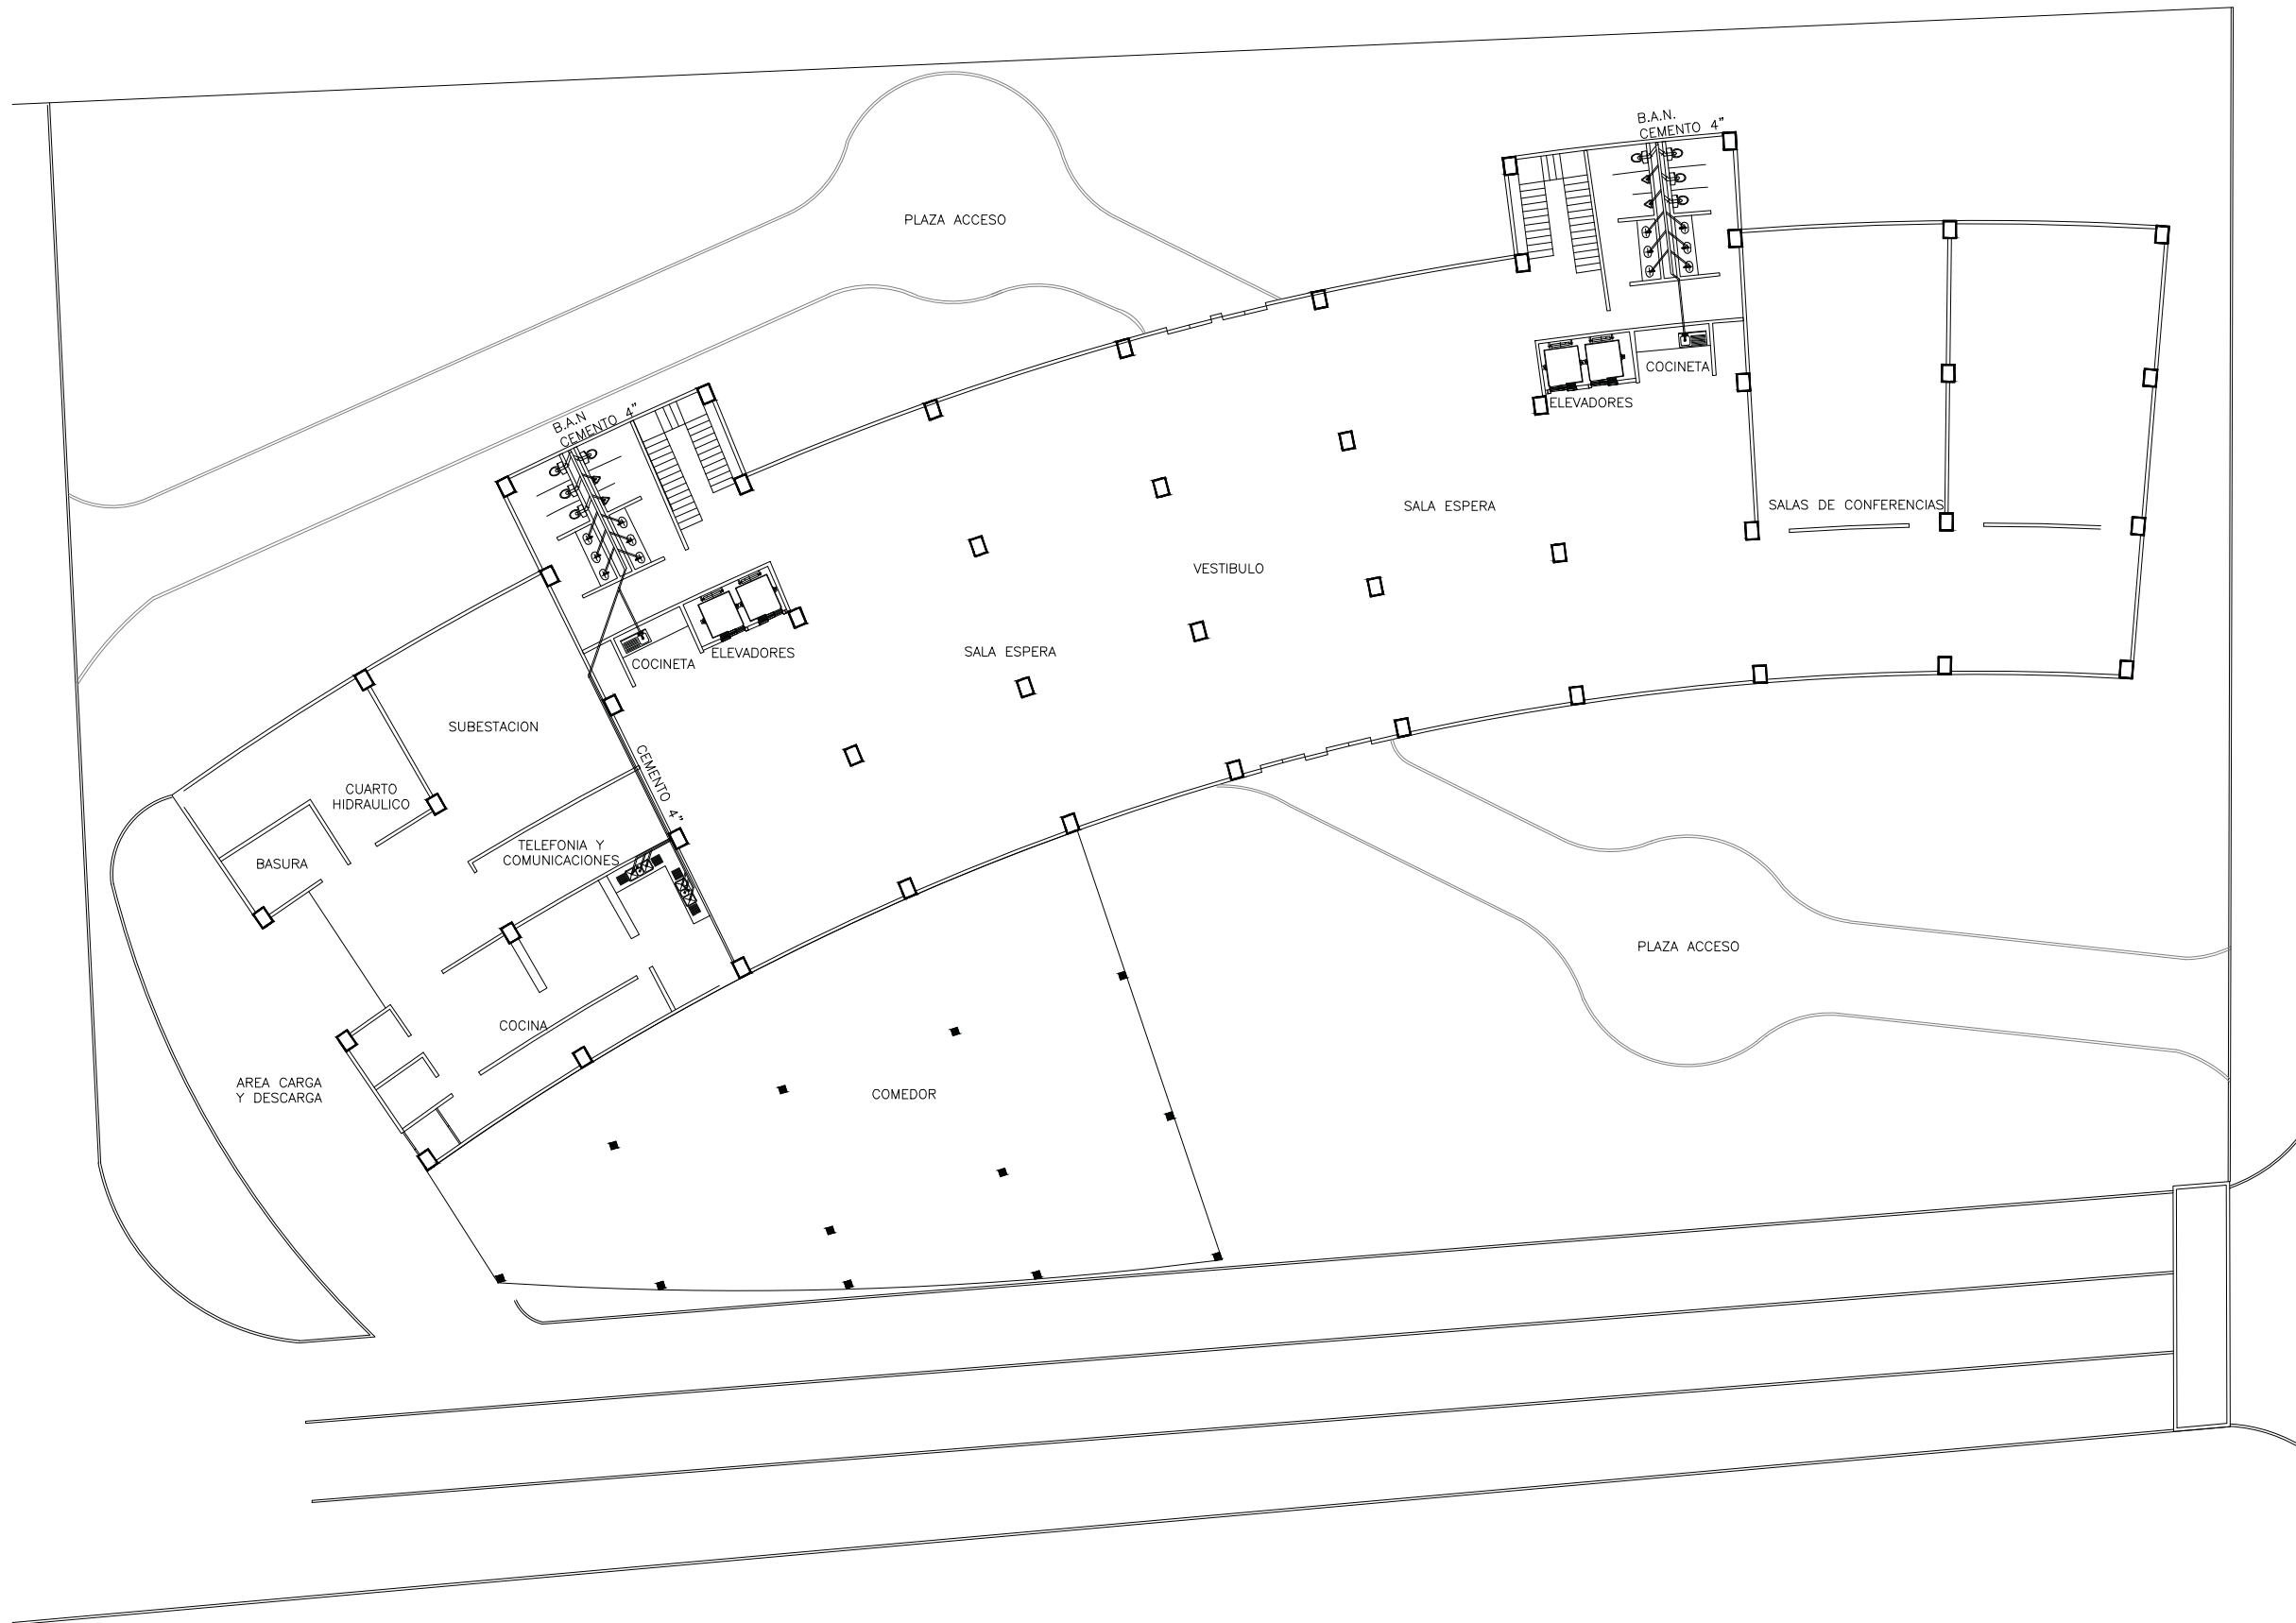 B.A.N.
CEMENTO 4"
PLAZA ACCESO
COCINETA
ELEVADORES
B.A.N
CEMENTO 4"
SALA ESPERA
SALAS DE CONFERENCIAS
VESTIBULO
SALA ESPERA
ELEVADORES
COCINETA
SUBESTACION
CEMENTO 4"
CUARTO
HIDRAULICO
TELEFONIA Y
COMUNICACIONES
BASURA
PLAZA ACCESO
COCINA
AREA CARGA
Y DESCARGA
COMEDOR